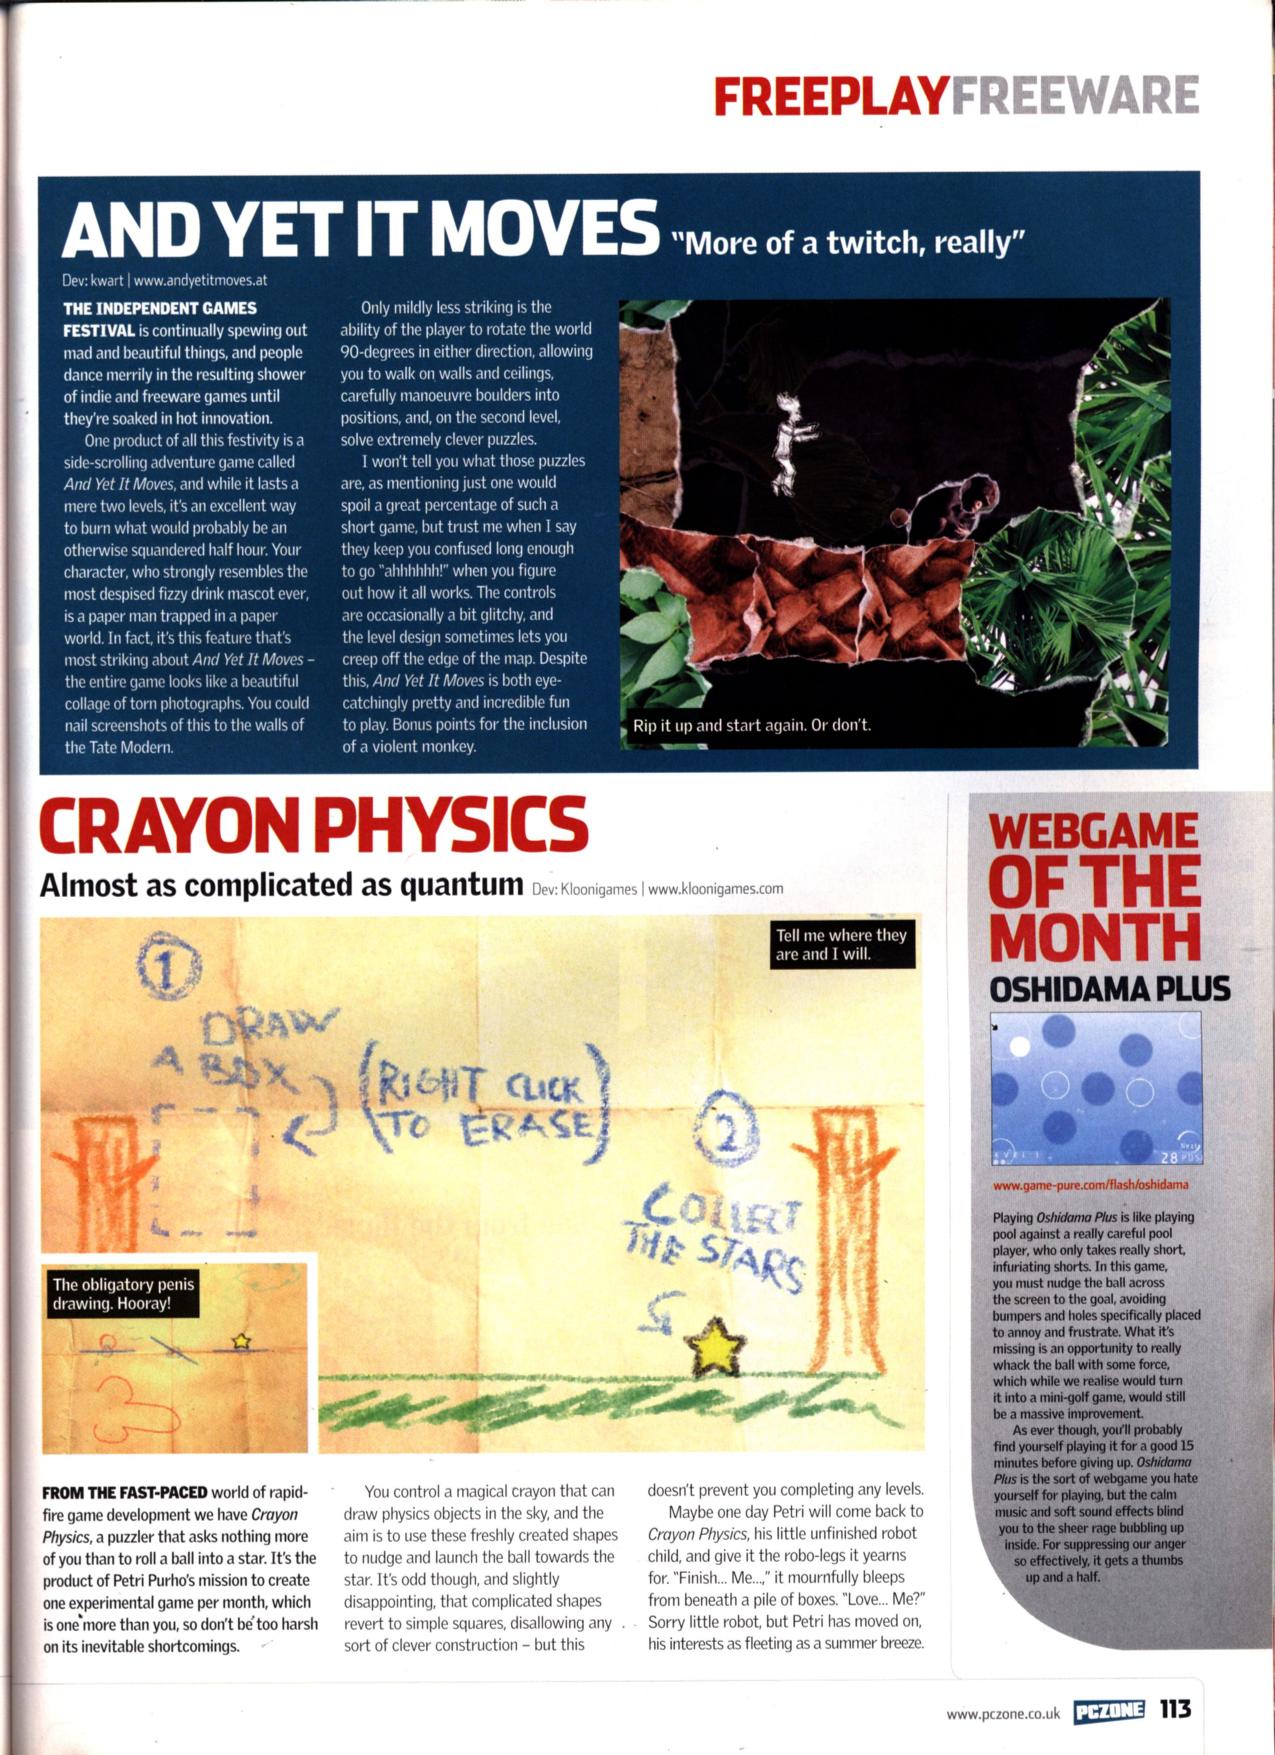 FREEPLAYFREEWARE
AND YET IT MOVES "More of a twitch, really"
Dev: kwart | www.andyetitmoves.at
THE INDEPENDENT GAMES
FESTIVAL is continually spewing out
mad and beautiful things, and people
dance merrily in the resulting shower
of indie and freeware games until
they're soaked in hot innovation.
One product of all this festivity is a
side-scrolling adventure game called
And Yet It Moves, and while it lasts a
mere two levels, it's an excellent way
to burn what would probably be an
otherwise squandered half hour. Your
character, who strongly resembles the
most despised fizzy drink mascot ever,
is a paper man trapped in a paper
world. In fact, it's this feature that's
most striking about And Yet It Moves –
the entire game looks like a beautiful
collage of torn photographs. You could
nail screenshots of this to the walls of
the Tate Modern.
Only mildly less striking is the
ability of the player to rotate the world
90-degrees in either direction, allowing
you to walk on walls and ceilings,
carefully manoeuvre boulders into
positions, and, on the second level,
solve extremely clever puzzles.
I won't tell you what those puzzles
are, as mentioning just one would
spoil a great percentage of such a
short game, but trust me when I say
they keep you confused long enough
to go "ahhhhhh!" when you figure
out how it all works. The controls
are occasionally a bit glitchy, and
the level design sometimes lets you
creep off the edge of the map. Despite
this, And Yet It Moves is both eye-
catchingly pretty and incredible fun
to play. Bonus points for the inclusion
of a violent monkey.
Rip it up and start again. Or don't.
CRAYON PHYSICS
Almost as complicated as quantum Dev: Kloonigames | www.kloonigames.com
Tell me where they
are and I will.
1
DRAW
A BOX
(RIGHT CLICK
TO ERASE)
2
COLLECT
THE STARS
The obligatory penis
drawing. Hooray!
FROM THE FAST-PACED world of rapid-
fire game development we have Crayon
Physics, a puzzler that asks nothing more
of you than to roll a ball into a star. It's the
product of Petri Purho's mission to create
one experimental game per month, which
is one more than you, so don't be too harsh
on its inevitable shortcomings.
You control a magical crayon that can
draw physics objects in the sky, and the
aim is to use these freshly created shapes
to nudge and launch the ball towards the
star. It's odd though, and slightly
disappointing, that complicated shapes
revert to simple squares, disallowing any
sort of clever construction – but this
doesn't prevent you completing any levels.
Maybe one day Petri will come back to
Crayon Physics, his little unfinished robot
child, and give it the robo-legs it yearns
for. "Finish... Me...," it mournfully bleeps
from beneath a pile of boxes. "Love... Me?"
Sorry little robot, but Petri has moved on,
his interests as fleeting as a summer breeze.
WEBGAME
OF THE
MONTH
OSHIDAMA PLUS
LEVEL 1
Next
28 PTS
www.game-pure.com/flash/oshidama
Playing Oshidama Plus is like playing
pool against a really careful pool
player, who only takes really short,
infuriating shorts. In this game,
you must nudge the ball across
the screen to the goal, avoiding
bumpers and holes specifically placed
to annoy and frustrate. What it's
missing is an opportunity to really
whack the ball with some force,
which while we realise would turn
it into a mini-golf game, would still
be a massive improvement.
As ever though, you'll probably
find yourself playing it for a good 15
minutes before giving up. Oshidama
Plus is the sort of webgame you hate
yourself for playing, but the calm
music and soft sound effects blind
you to the sheer rage bubbling up
inside. For suppressing our anger
so effectively, it gets a thumbs
up and a half.
www.pczone.co.uk PCZONE 113